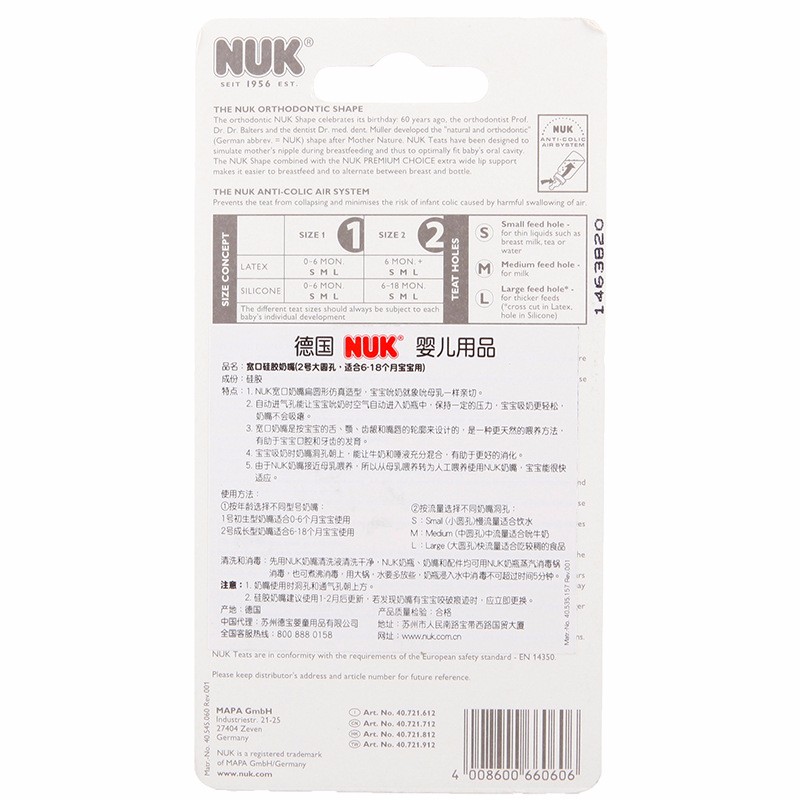 NUK®
SEIT 1956 EST.
THE NUK ORTHODONTIC SHAPE
The orthodontic NUK Shape celebrates its birthday: 60 years ago, the orthodontist Prof.
Dr. Dr. Balters and the dentist Dr. med. dent. Müller developed the "natural and orthodontic"
(German abbrev. = NUK) shape after Mother Nature. NUK Teats have been designed to
simulate mother's nipple during breastfeeding and thus to optimally fit baby's oral cavity.
The NUK Shape combined with the NUK PREMIUM CHOICE extra wide lip support
makes it easier to breastfeed and to alternate between breast and bottle.
NUK
ANTI-COLIC
AIR SYSTEM
THE NUK ANTI-COLIC AIR SYSTEM
Prevents the teat from collapsing and minimises the risk of infant colic caused by harmful swallowing of air.
SIZE CONCEPT
SIZE 1 1 SIZE 2 2
LATEX 0–6 MON. 6 MON. +
S M L S M L
SILICONE 0–6 MON. 6–18 MON.
S M L S M L
The different teat sizes should always be subject to each
baby's individual development
TEAT HOLES
S Small feed hole -
for thin liquids such as
breast milk, tea or
water
M Medium feed hole -
for milk
L Large feed hole* -
for thicker feeds
(*cross cut in Latex,
hole in Silicone)
1463820
德国 NUK® 婴儿用品
品名：宽口硅胶奶嘴(2号大圆孔·适合6-18个月宝宝用)
成份：硅胶
特点：1. NUK宽口奶嘴扁圆形仿真造型，宝宝吮奶就象吮母乳一样亲切。
2. 自动进气孔能让宝宝吮奶时空气自动进入奶瓶中，保持一定的压力，宝宝吸奶更轻松，
奶嘴不会吸瘪。
3. 宽口奶嘴是按宝宝的舌、颚、齿龈和嘴唇的轮廓来设计的，是一种更天然的喂养方法，
有助于宝宝口腔和牙齿的发育。
4. 宝宝吸奶时奶嘴洞孔朝上，能让牛奶和唾液充分混合，有助于更好的消化。
5. 由于NUK奶嘴接近母乳喂养，所以从母乳喂养转为人工喂养使用NUK奶嘴，宝宝能很快
适应。
使用方法：
①按年龄选择不同型号奶嘴：
1号初生型奶嘴适合0-6个月宝宝使用
2号成长型奶嘴适合6-18个月宝宝使用
②按流量选择不同奶嘴洞孔：
S：Small (小圆孔)慢流量适合饮水
M：Medium (中圆孔)中流量适合吮牛奶
L：Large (大圆孔)快流量适合吃较稠的食品
清洗和消毒：先用NUK奶嘴清洗液清洗干净，NUK奶瓶、奶嘴和配件均可用NUK奶瓶蒸汽消毒锅
消毒，也可煮沸消毒，用大锅，水要多放些，奶瓶浸入水中消毒不可超过时间5分钟。
注意：1. 奶嘴使用时洞孔和通气孔朝上方。
2. 硅胶奶嘴建议使用1-2月后更新，若发现奶嘴有宝宝吸破痕迹时，应立即更换。
产地：德国 产品质量检验：合格
中国代理：苏州德宝婴童用品有限公司 地址：苏州市人民南路宝带西路国贸大厦
全国客服热线：800 888 0158 网址：www.nuk.com.cn
Matr. No. 40.535.157 Rev.001
NUK Teats are in conformity with the requirements of the European safety standard - EN 14350.
Please keep distributor's address and article number for future reference.
Matr.-No. 40.545.060 Rev.001
MAPA GmbH
Industriestr. 21-25
27404 Zeven
Germany
NUK is a registered trademark
of MAPA GmbH/Germany
www.nuk.com
Art. No. 40.721.612
CN Art. No. 40.721.712
HK Art. No. 40.721.812
TW Art. No. 40.721.912
4 008600 660606